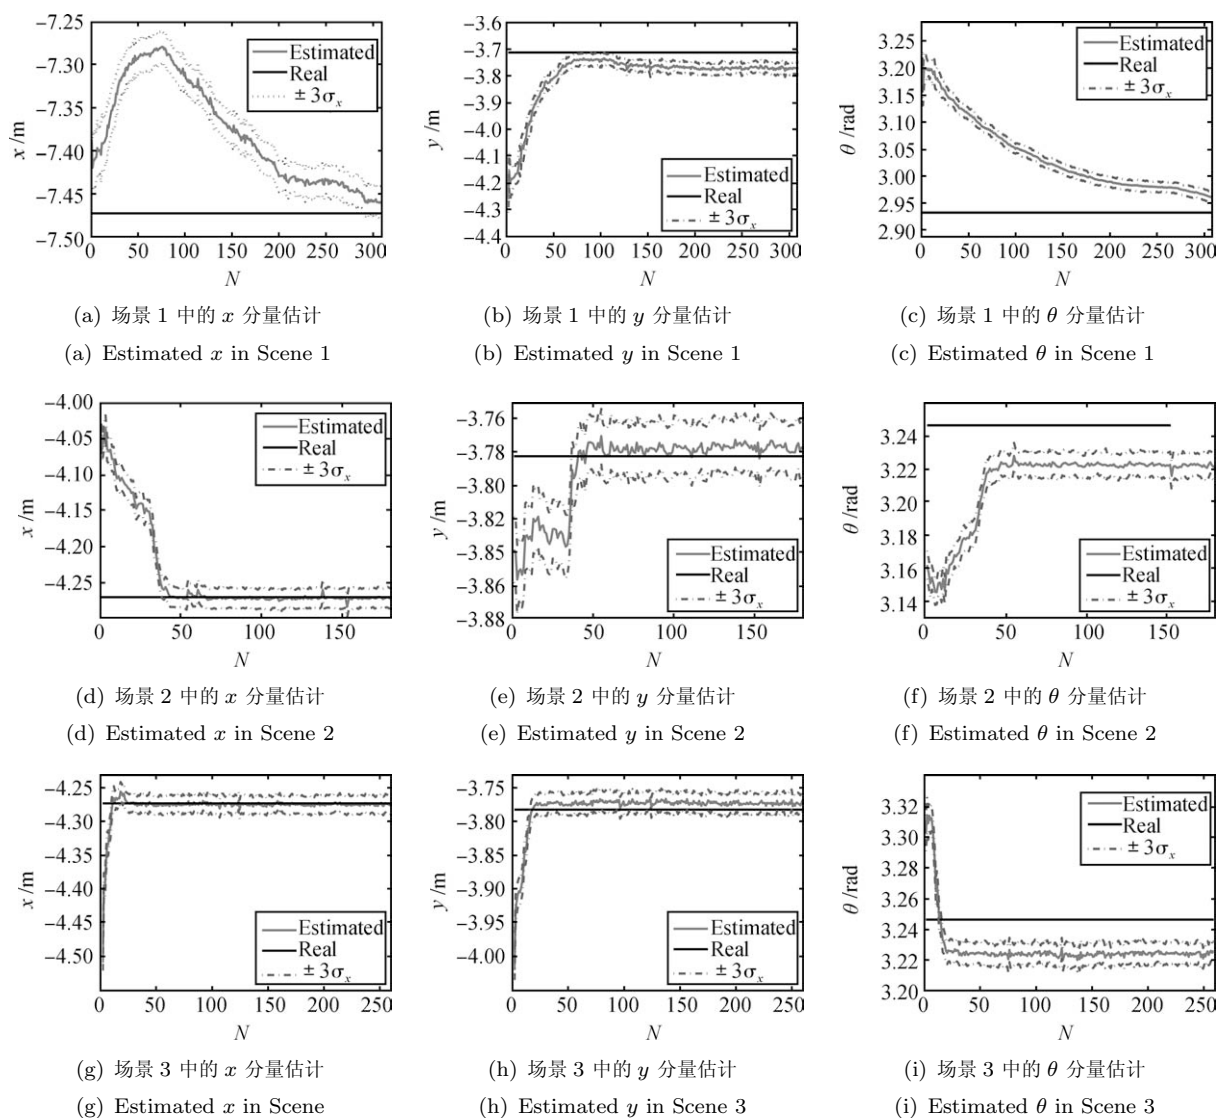 −7.25
−7.30
−7.35
−7.40
−7.45
−7.50
x /m
0 50 100 150 200 250 300
N
Estimated
Real
± 3σx
(a) 场景 1 中的 x 分量估计
(a) Estimated x in Scene 1
−3.6
−3.7
−3.8
−3.9
−4.0
−4.1
−4.2
−4.3
−4.4
y /m
0 50 100 150 200 250 300
N
Estimated
Real
± 3σx
(b) 场景 1 中的 y 分量估计
(b) Estimated y in Scene 1
3.25
3.20
3.15
3.10
3.05
3.00
2.95
2.90
θ /rad
0 50 100 150 200 250 300
N
Estimated
Real
± 3σx
(c) 场景 1 中的 θ 分量估计
(c) Estimated θ in Scene 1
−4.00
−4.05
−4.10
−4.15
−4.20
−4.25
x /m
0 50 100 150
N
Estimated
Real
± 3σx
(d) 场景 2 中的 x 分量估计
(d) Estimated x in Scene 2
−3.76
−3.78
−3.80
−3.82
−3.85
−3.86
−3.88
y /m
0 50 100 150
N
Estimated
Real
± 3σx
(e) 场景 2 中的 y 分量估计
(e) Estimated y in Scene 2
3.24
3.22
3.20
3.18
3.16
3.14
θ /rad
0 50 100 150
N
Estimated
Real
± 3σx
(f) 场景 2 中的 θ 分量估计
(f) Estimated θ in Scene 2
−4.25
−4.30
−4.35
−4.40
−4.45
−4.50
x /m
0 50 100 150 200 250
N
Estimated
Real
± 3σx
(g) 场景 3 中的 x 分量估计
(g) Estimated x in Scene
−3.75
−3.80
−3.85
−3.90
−3.95
−4.00
y /m
0 50 100 150 200 250
N
Estimated
Real
± 3σx
(h) 场景 3 中的 y 分量估计
(h) Estimated y in Scene 3
3.32
3.30
3.28
3.26
3.24
3.22
3.20
θ /rad
0 50 100 150 200 250
N
Estimated
Real
± 3σx
(i) 场景 3 中的 θ 分量估计
(i) Estimated θ in Scene 3